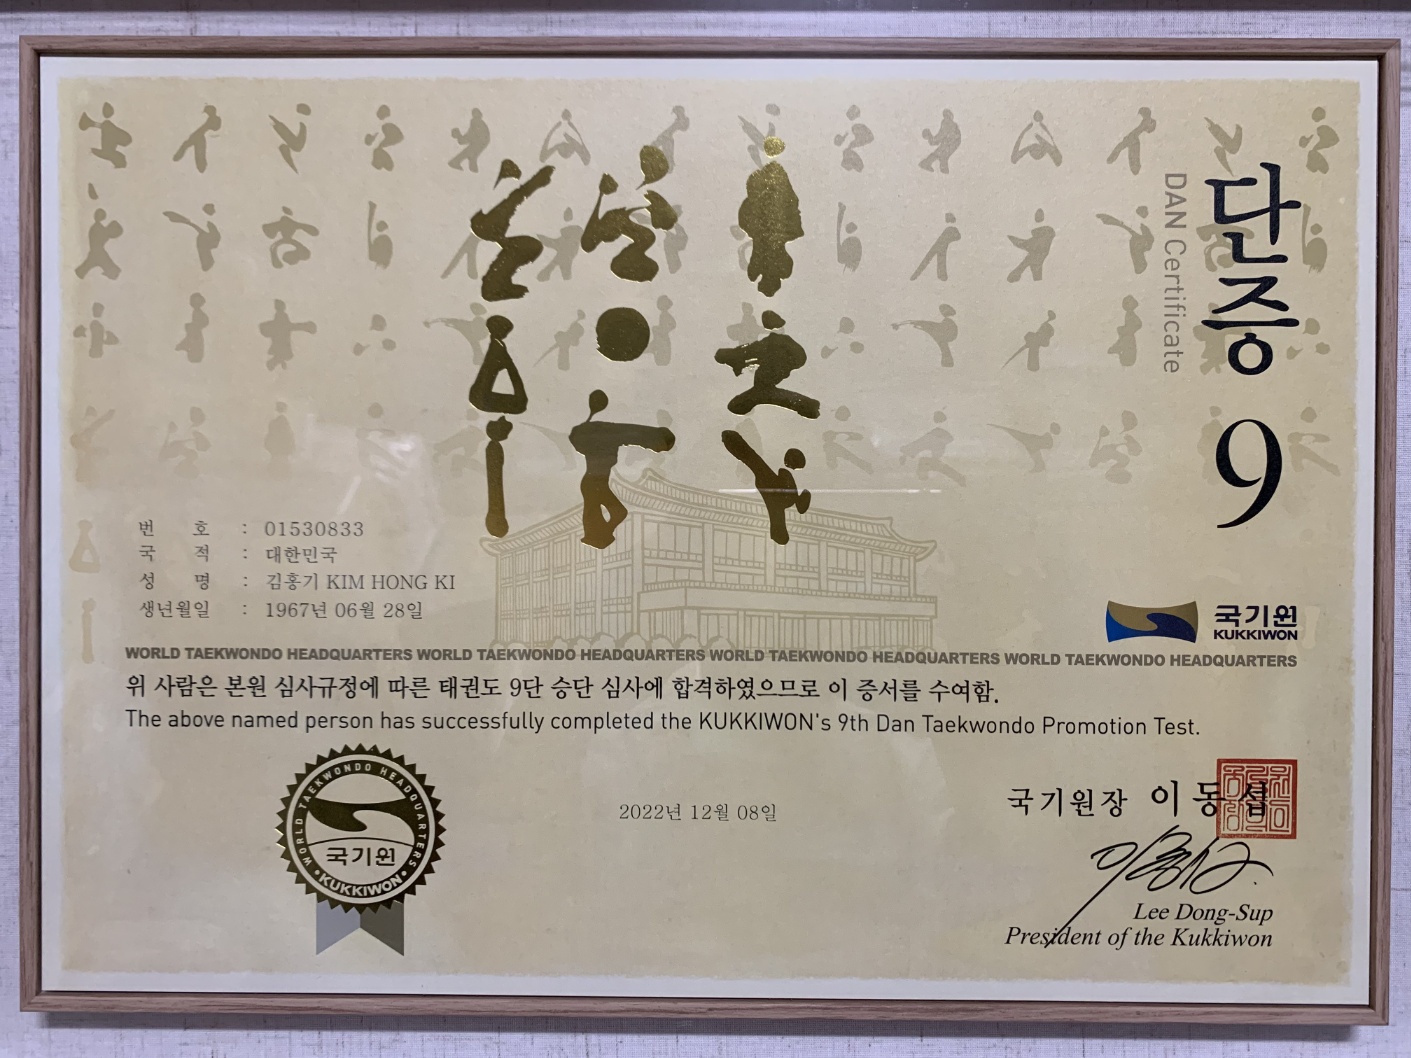 단증 9
DAN Certificate
번 호 : 01530833
국 적 : 대한민국
성 명 : 김홍기 KIM HONG KI
생년월일 : 1967년 06월 28일
국기원
KUKKIWON
WORLD TAEKWONDO HEADQUARTERS WORLD TAEKWONDO HEADQUARTERS WORLD TAEKWONDO HEADQUARTERS WORLD TAEKWONDO HEADQUARTERS
위 사람은 본원 심사규정에 따른 태권도 9단 승단 심사에 합격하였으므로 이 증서를 수여함.
The above named person has successfully completed the KUKKIWON's 9th Dan Taekwondo Promotion Test.
WORLD TAEKWONDO HEADQUARTERS
국기원
KUKKIWON
2022년 12월 08일
국기원장 이동섭
Lee Dong-Sup
President of the Kukkiwon